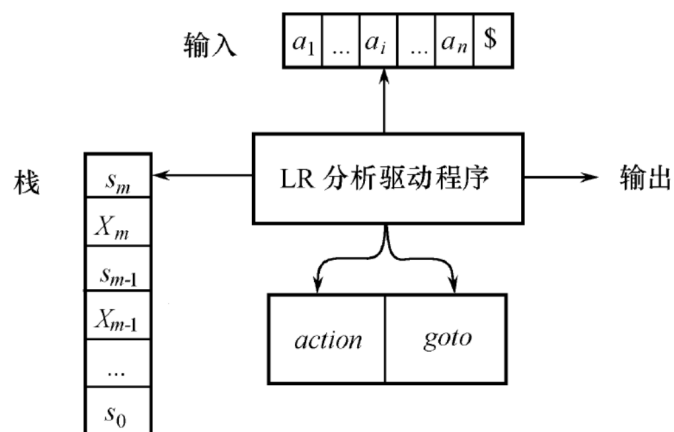 输入
a₁ ... aᵢ ... aₙ $
栈
LR 分析驱动程序
输出
sₘ
Xₘ
sₘ₋₁
Xₘ₋₁
...
s₀
action goto